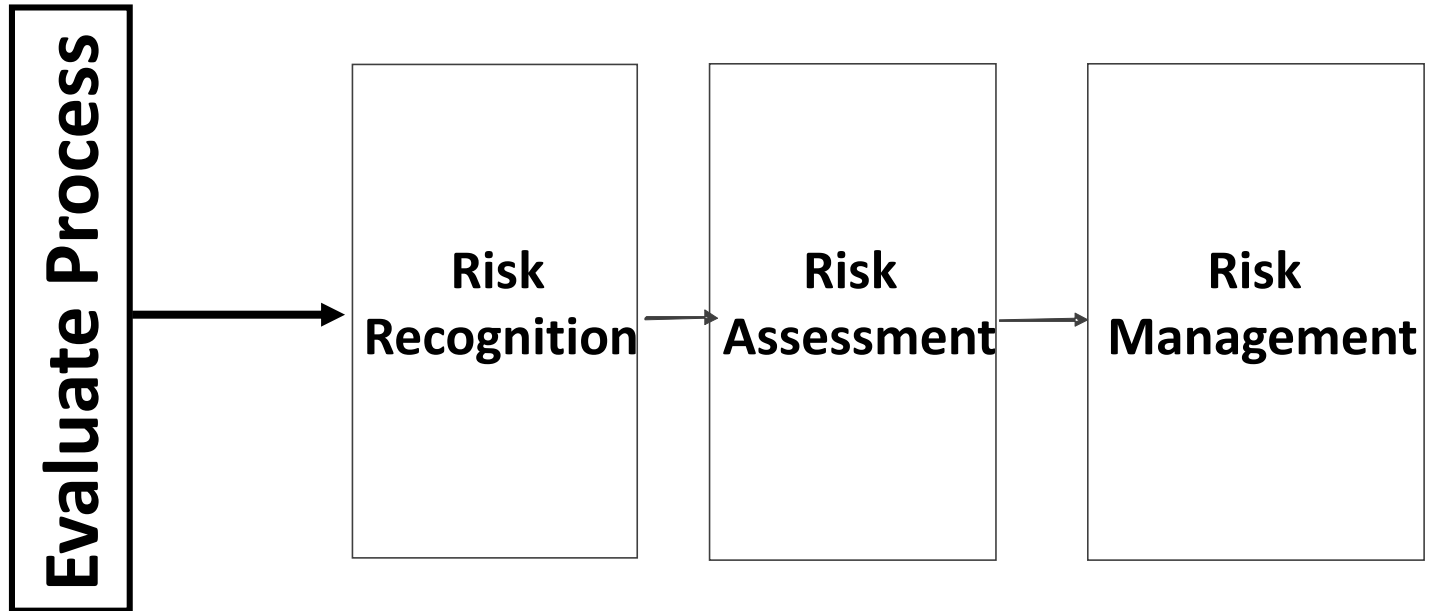 Evaluate Process
Risk
Recognition
Risk
Assessment
Risk
Management